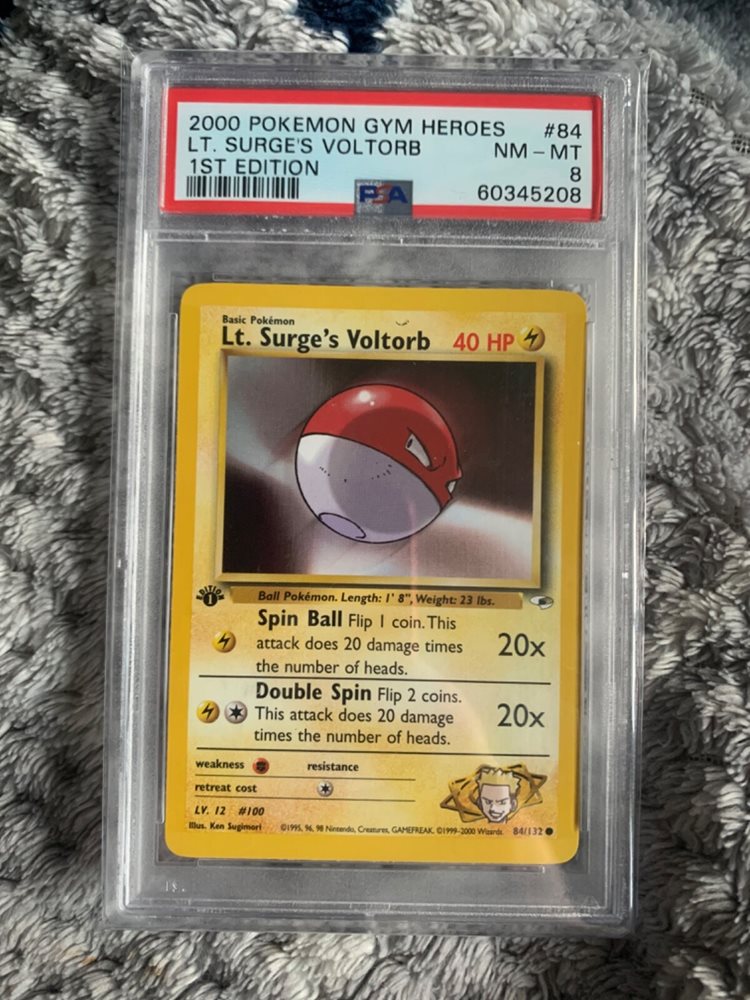 2000 POKEMON GYM HEROES #84
LT. SURGE'S VOLTORB NM - MT
1ST EDITION 8
PSA 60345208
Basic Pokémon
Lt. Surge's Voltorb 40 HP
EDITION 1
Ball Pokémon. Length: 1' 8", Weight: 23 lbs.
Spin Ball Flip 1 coin. This
attack does 20 damage times 20x
the number of heads.
Double Spin Flip 2 coins.
This attack does 20 damage 20x
times the number of heads.
weakness resistance
retreat cost
LV. 12 #100
Illus. Ken Sugimori ©1995, 96, 98 Nintendo, Creatures, GAMEFREAK. ©1999-2000 Wizards. 84/132